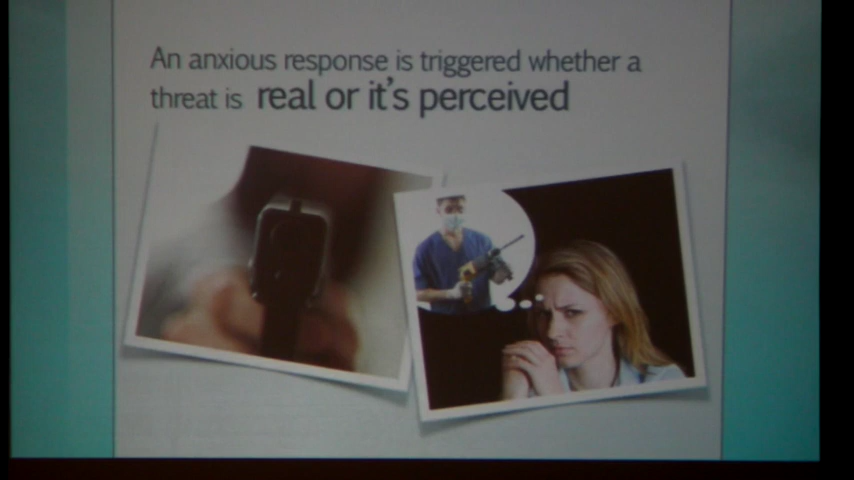 An anxious response is triggered whether a
threat is real or it's perceived